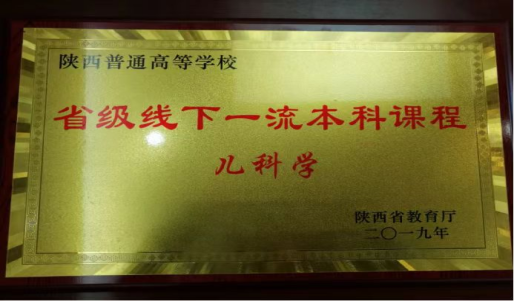 陕西普通高等学校
省级线下一流本科课程
儿科学
陕西省教育厅
二〇一九年